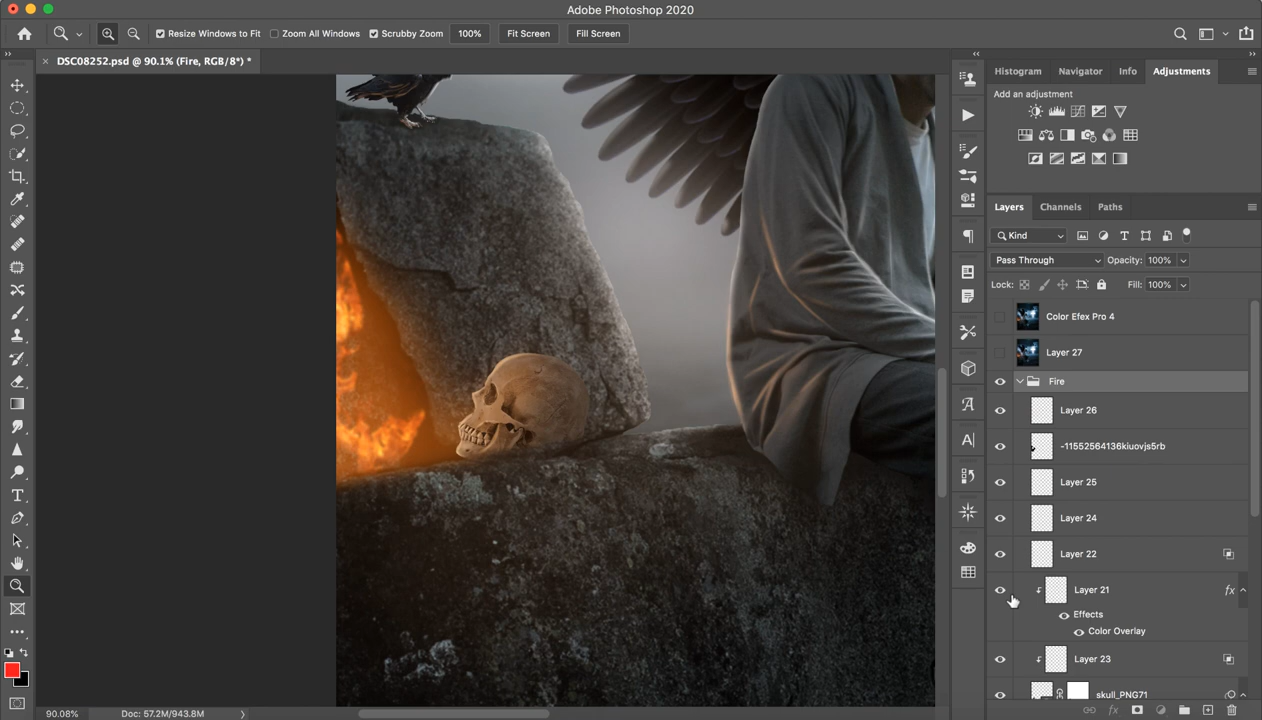 Adobe Photoshop 2020
Resize Windows to Fit
Zoom All Windows
Scrubby Zoom
100%
Fit Screen
Fill Screen
DSC08252.psd @ 90.1% (Fire, RGB/8*) *
Histogram
Navigator
Info
Adjustments
Add an adjustment
Layers
Channels
Paths
Kind
Pass Through
Opacity: 100%
Lock:
Fill: 100%
Color Efex Pro 4
Layer 27
Fire
Layer 26
-11552564136kiuovjs5rb
Layer 25
Layer 24
Layer 22
Layer 21
fx
Effects
Color Overlay
Layer 23
skull_PNG71
90.08%
Doc: 57.2M/943.8M
fx